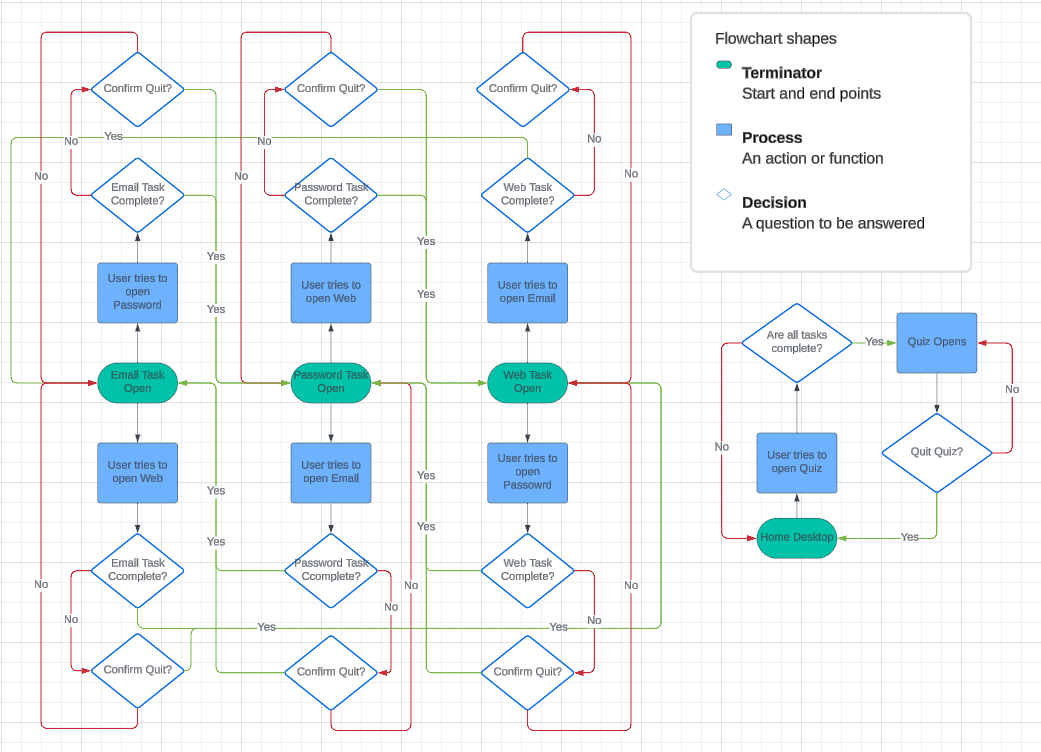 Flowchart shapes
Terminator
Start and end points
Process
An action or function
Decision
A question to be answered
Confirm Quit?
Confirm Quit?
Confirm Quit?
No
Yes
No
No
No
No
No
Email Task
Complete?
Password Task
Complete?
Web Task
Complete?
Yes
Yes
Yes
Yes
User tries to
open
Password
User tries to
open Web
User tries to
open Email
Email Task
Open
Password Task
Open
Web Task
Open
User tries to
open Web
User tries to
open Email
User tries to
open
Passowrd
Yes
Yes
Yes
Yes
Email Task
Ccomplete?
Password Task
Ccomplete?
Web Task
Complete?
No
No
No
No
No
No
Yes
Yes
Confirm Quit?
Confirm Quit?
Confirm Quit?
Are all tasks
complete?
Yes
Quiz Opens
No
No
User tries to
open Quiz
Quit Quiz?
Home Desktop
Yes